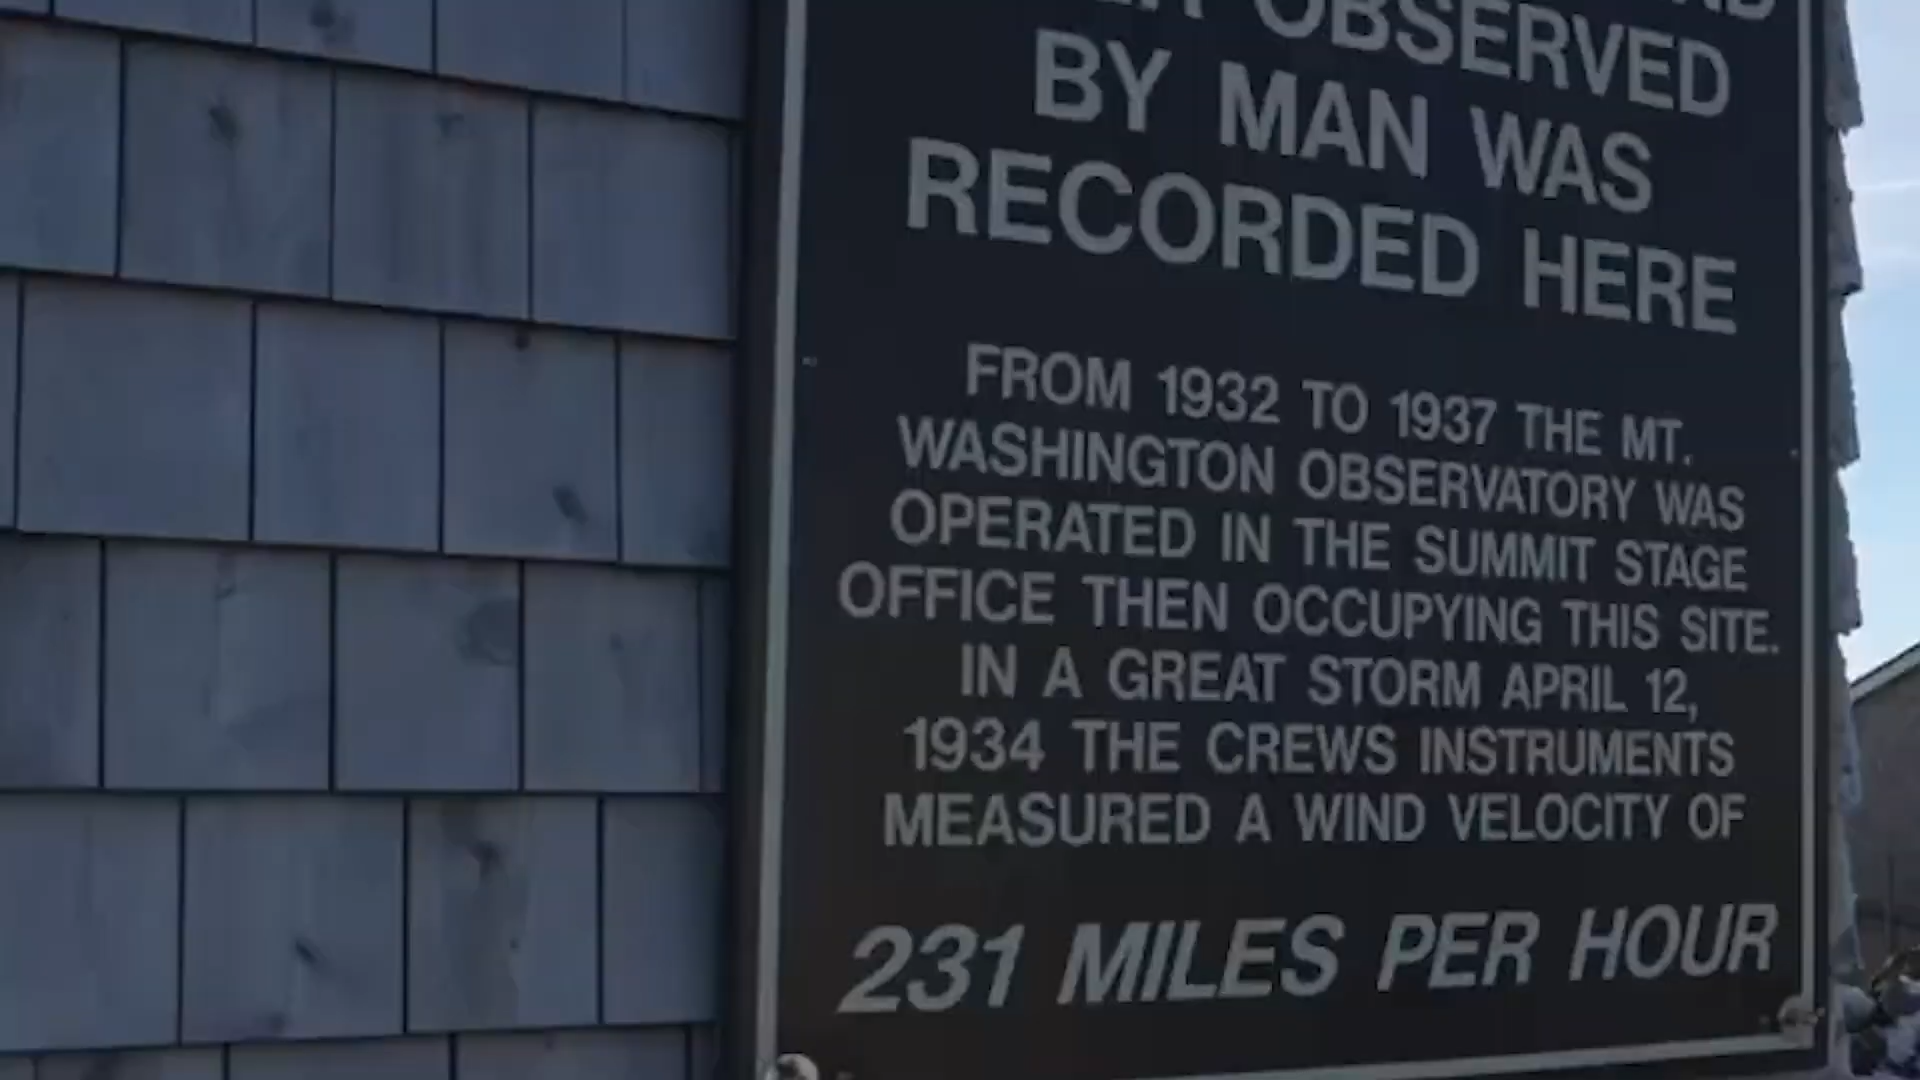 OBSERVED
BY MAN WAS
RECORDED HERE
FROM 1932 TO 1937 THE MT.
WASHINGTON OBSERVATORY WAS
OPERATED IN THE SUMMIT STAGE
OFFICE THEN OCCUPYING THIS SITE.
IN A GREAT STORM APRIL 12,
1934 THE CREWS INSTRUMENTS
MEASURED A WIND VELOCITY OF
231 MILES PER HOUR